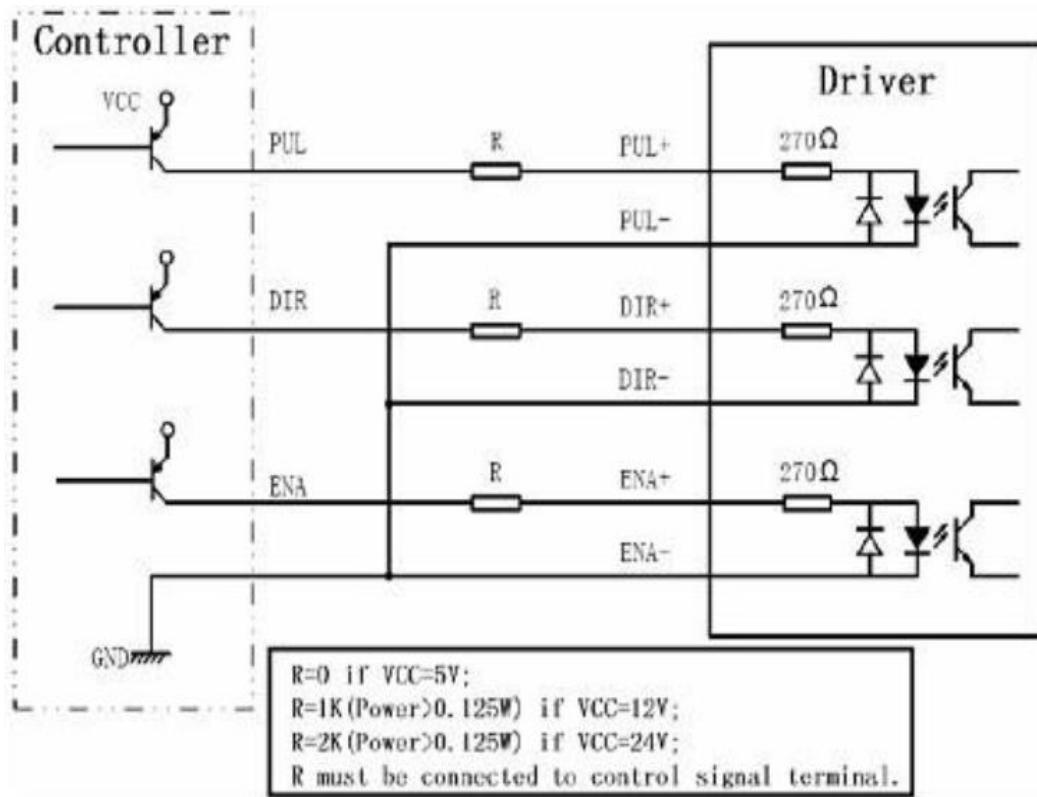 Controller
Driver
VCC
PUL
K
PUL+
270Ω
PUL-
DIR
R
DIR+
270Ω
DIR-
ENA
R
ENA+
270Ω
ENA-
GND
R=0 if VCC=5V;
R=1K(Power>0.125W) if VCC=12V;
R=2K(Power>0.125W) if VCC=24V;
R must be connected to control signal terminal.